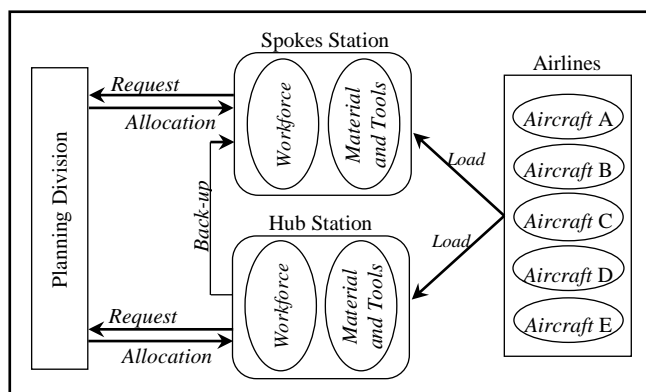 Spokes Station
Airlines
Request
Allocation
Planning Division
Workforce
Material
and Tools
Load
Back-up
Hub Station
Load
Request
Allocation
Workforce
Material
and Tools
Aircraft A
Aircraft B
Aircraft C
Aircraft D
Aircraft E